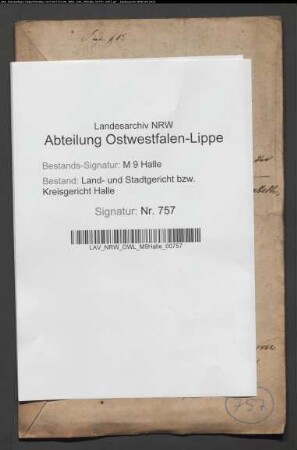 Landesarchiv NRW
Abteilung Ostwestfalen-Lippe
Bestands-Signatur: M 9 Halle
Bestand: Land- und Stadtgericht bzw.
Kreisgericht Halle
Signatur: Nr. 757
LAV_NRW_OWL_M9Halle_00757
757